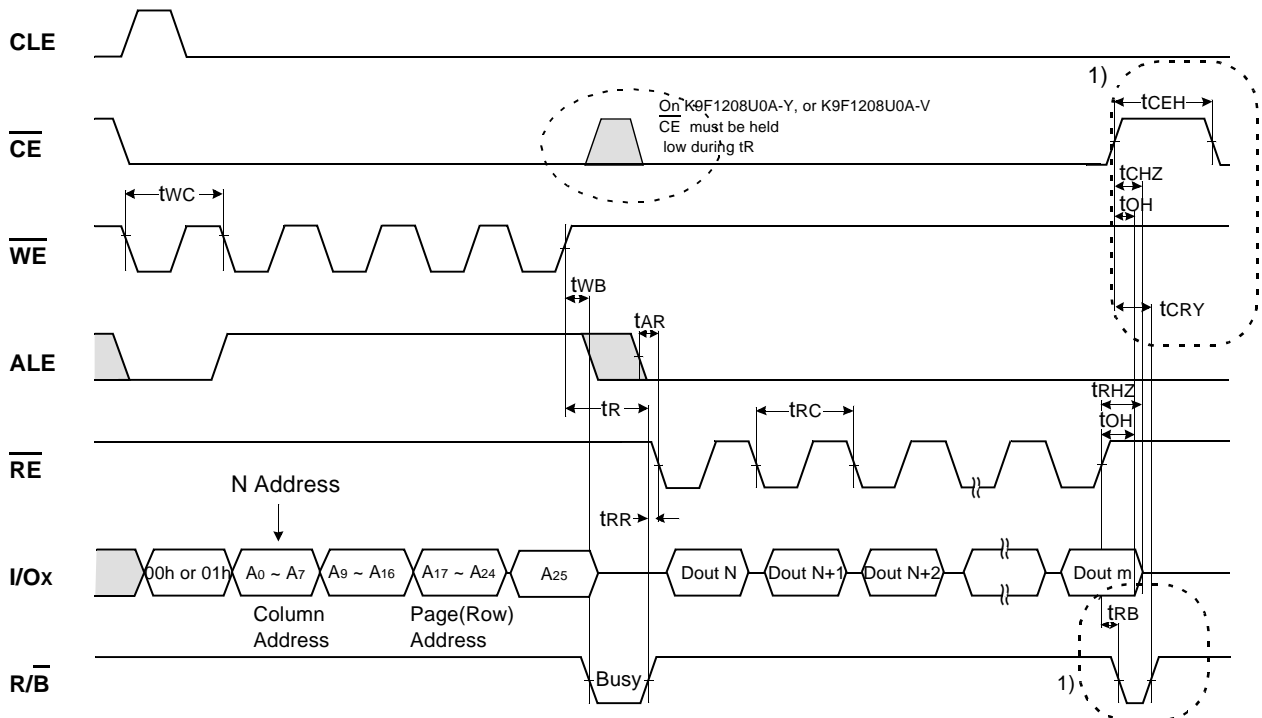 CLE
1)
tCEH
On K9F1208U0A-Y, or K9F1208U0A-V
CE must be held
low during tR
CE
tCHZ
tOH
tWC
WE
tWB
tCRY
tAR
ALE
tRHZ
tR
tRC
tOH
RE
N Address
tRR
I/Ox
00h or 01h
A0 ~ A7
A9 ~ A16
A17 ~ A24
A25
Dout N
Dout N+1
Dout N+2
Dout m
Column
Address
Page(Row)
Address
tRB
R/B
Busy
1)